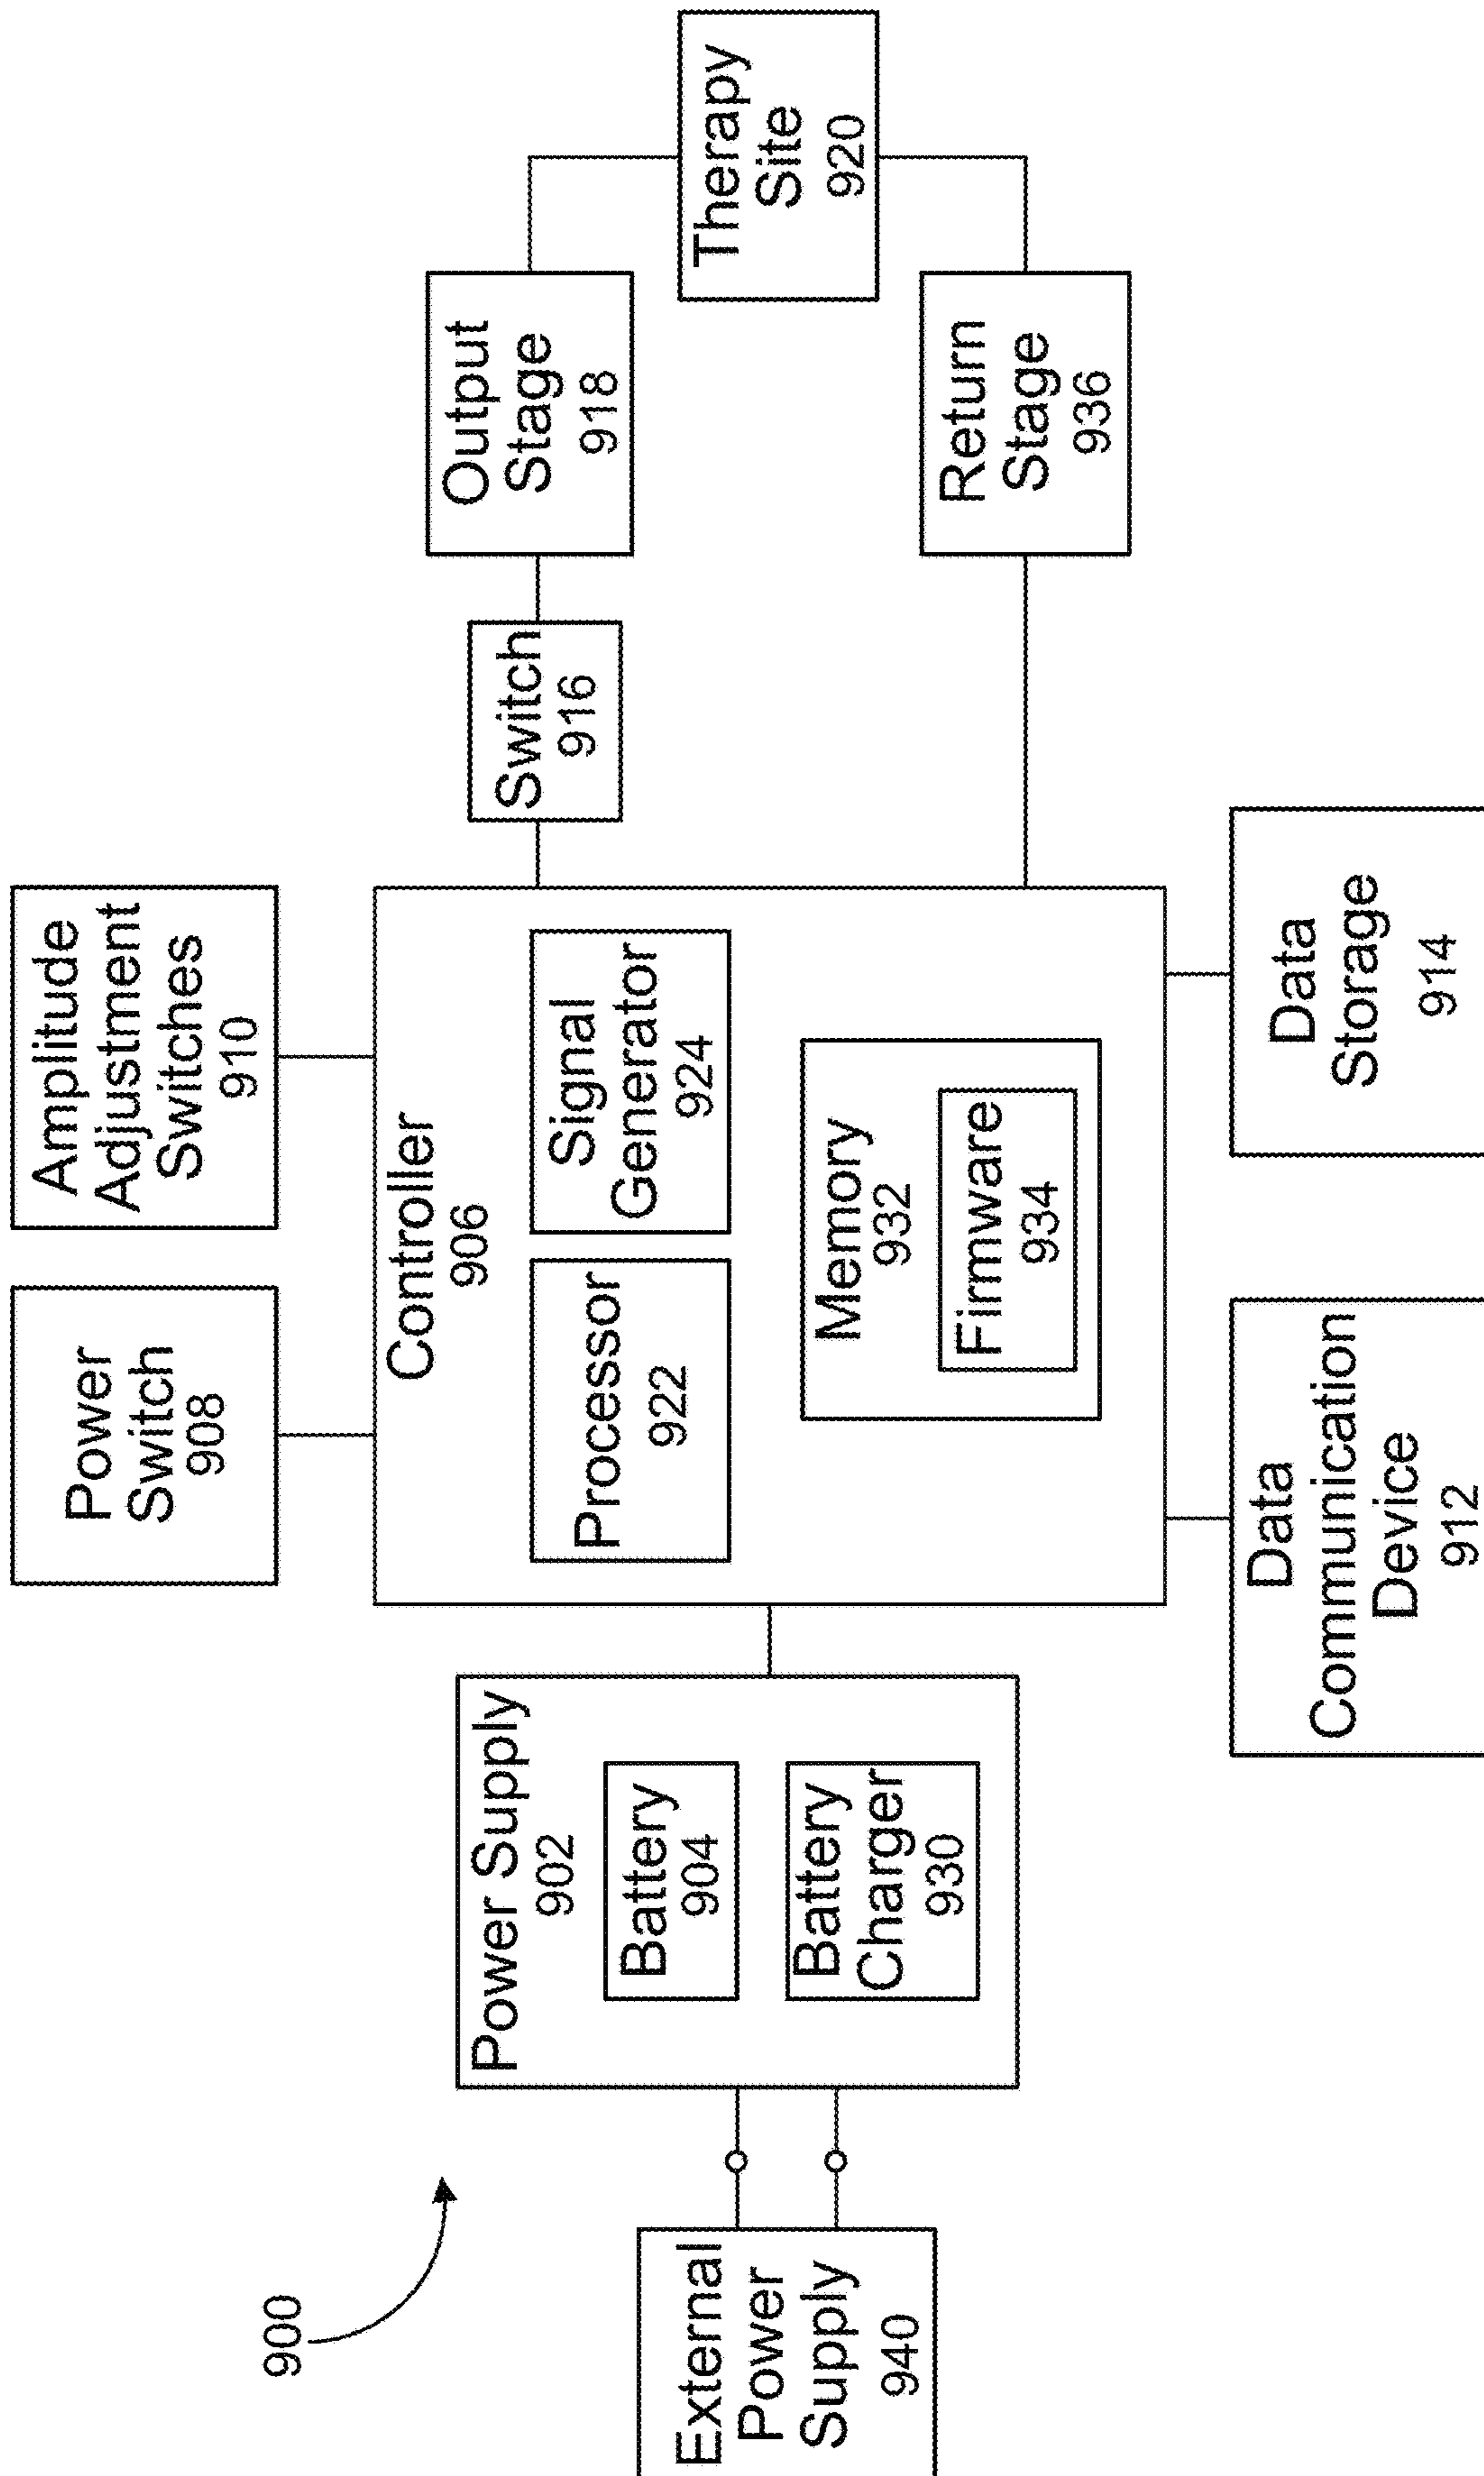 900
External
Power
Supply
940
Power Supply
902
Battery
904
Battery
Charger
930
Power
Switch
908
Amplitude
Adjustment
Switches
910
Controller
906
Processor
922
Signal
Generator
924
Memory
932
Firmware
934
Data
Communication
Device
912
Data
Storage
914
Switch
916
Output
Stage
918
Return
Stage
936
Therapy
Site
920